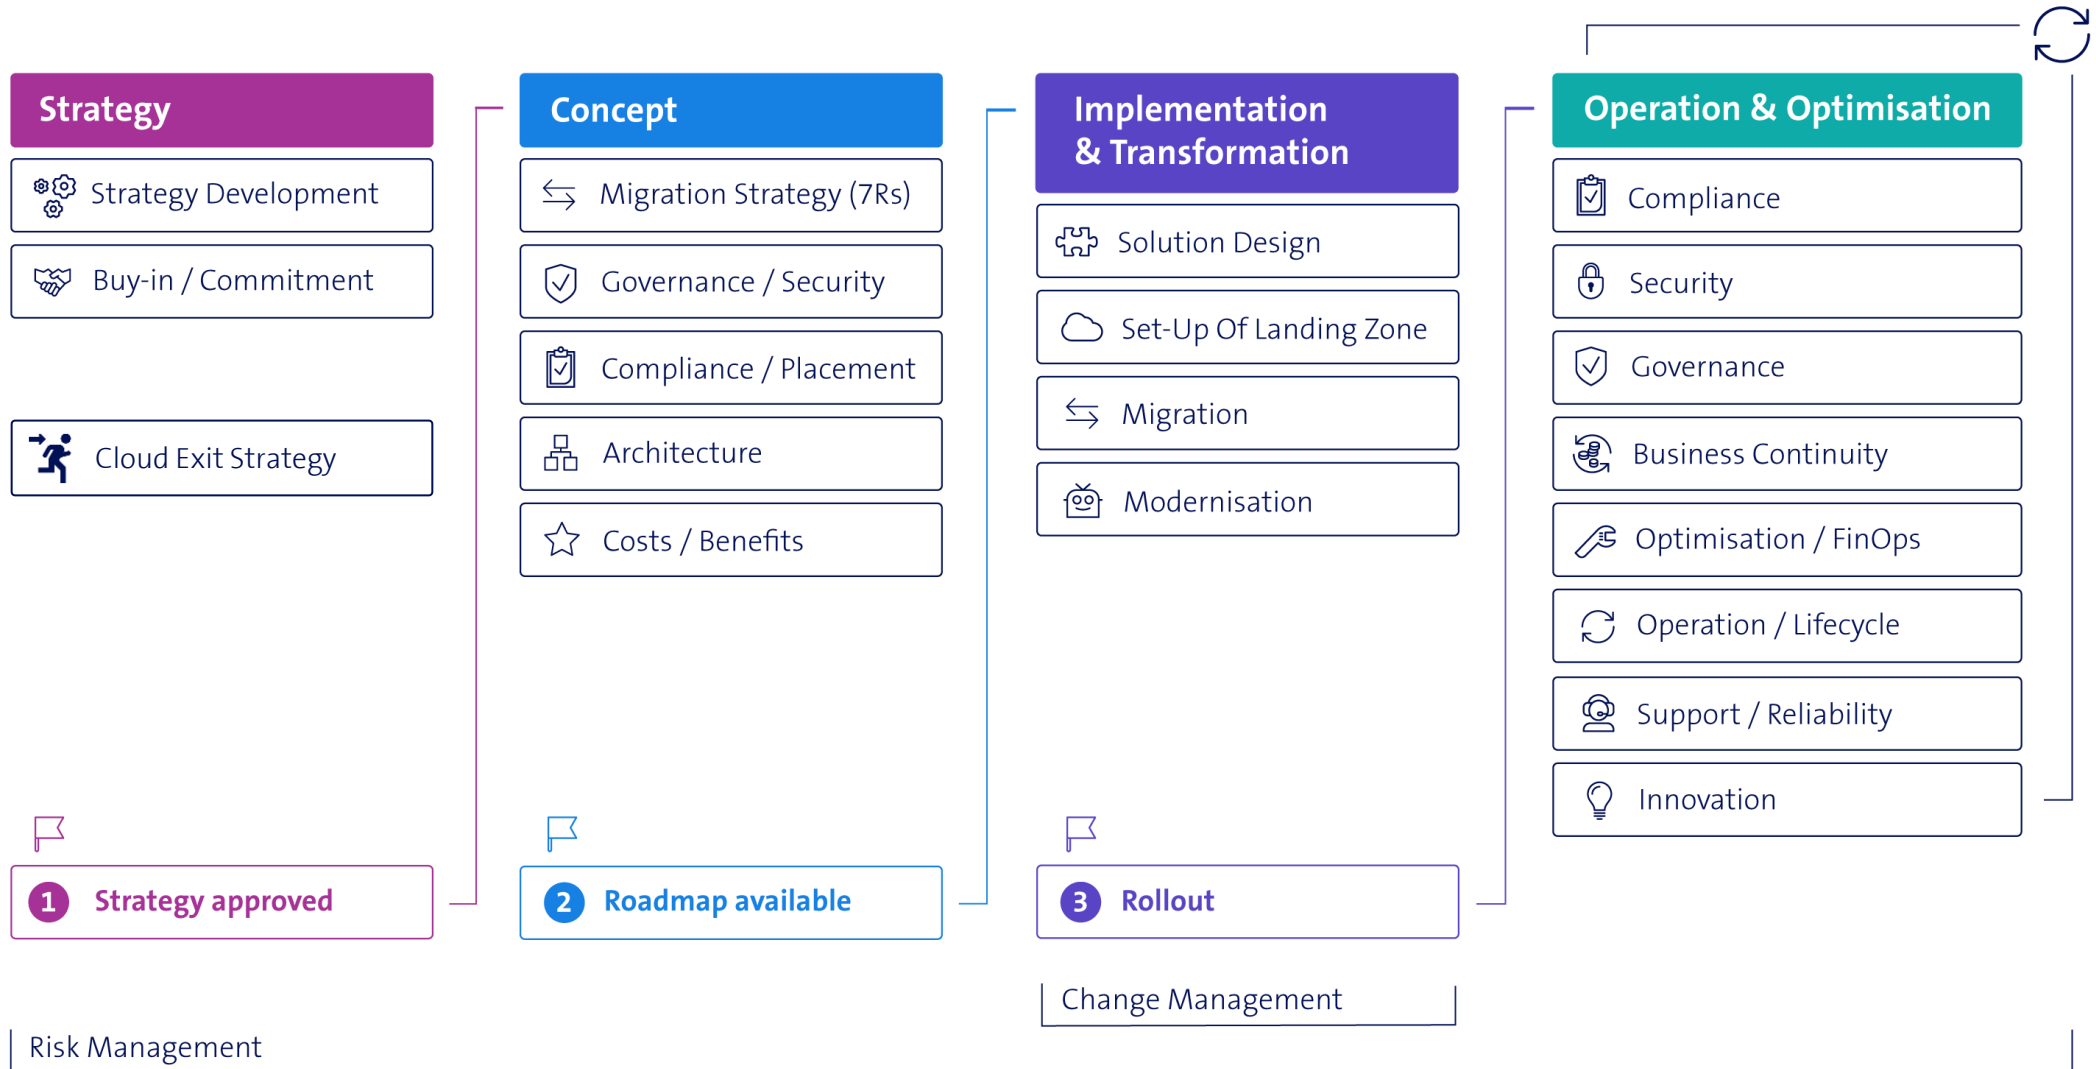 Strategy
Strategy Development
Buy-in / Commitment
Cloud Exit Strategy
1 Strategy approved
Concept
Migration Strategy (7Rs)
Governance / Security
Compliance / Placement
Architecture
Costs / Benefits
2 Roadmap available
Implementation
& Transformation
Solution Design
Set-Up Of Landing Zone
Migration
Modernisation
3 Rollout
Change Management
Operation & Optimisation
Compliance
Security
Governance
Business Continuity
Optimisation / FinOps
Operation / Lifecycle
Support / Reliability
Innovation
Risk Management